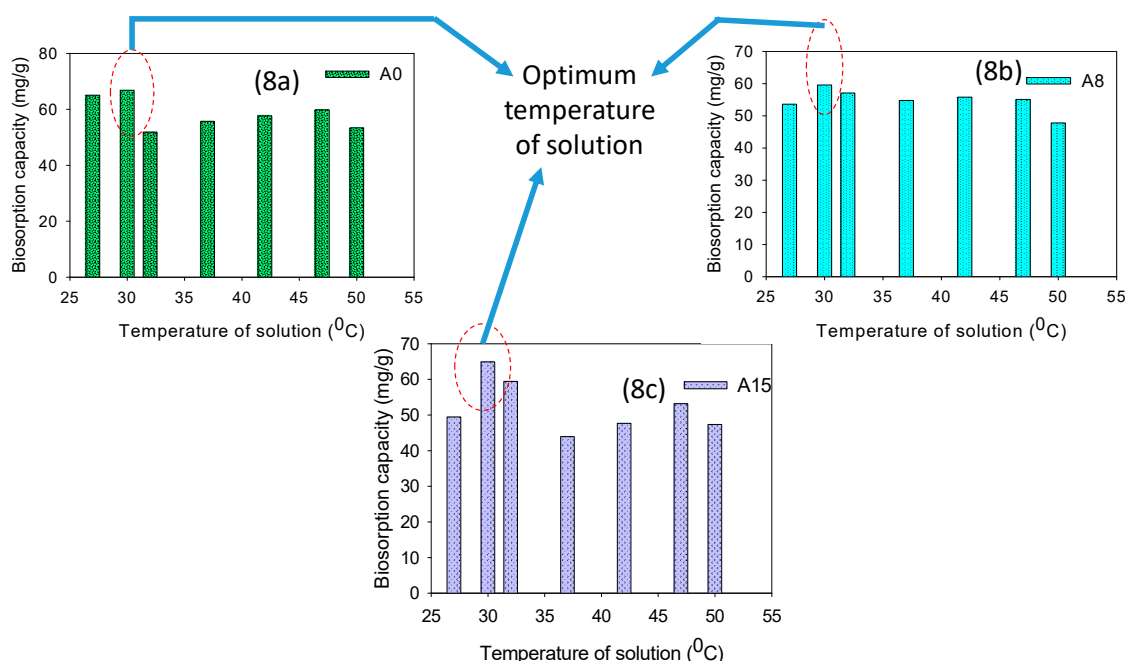 80
60
40
20
0
Biosorption capacity (mg/g)
(8a)
A0
25 30 35 40 45 50 55
Temperature of solution (⁰C)
Optimum
temperature
of solution
70
60
50
40
30
20
10
0
Biosorption capacity (mg/g)
(8b)
A8
25 30 35 40 45 50 55
Temperature of solution (⁰C)
70
60
50
40
30
20
10
0
Biosorption capacity (mg/g)
(8c)
A15
25 30 35 40 45 50 55
Temperature of solution (⁰C)